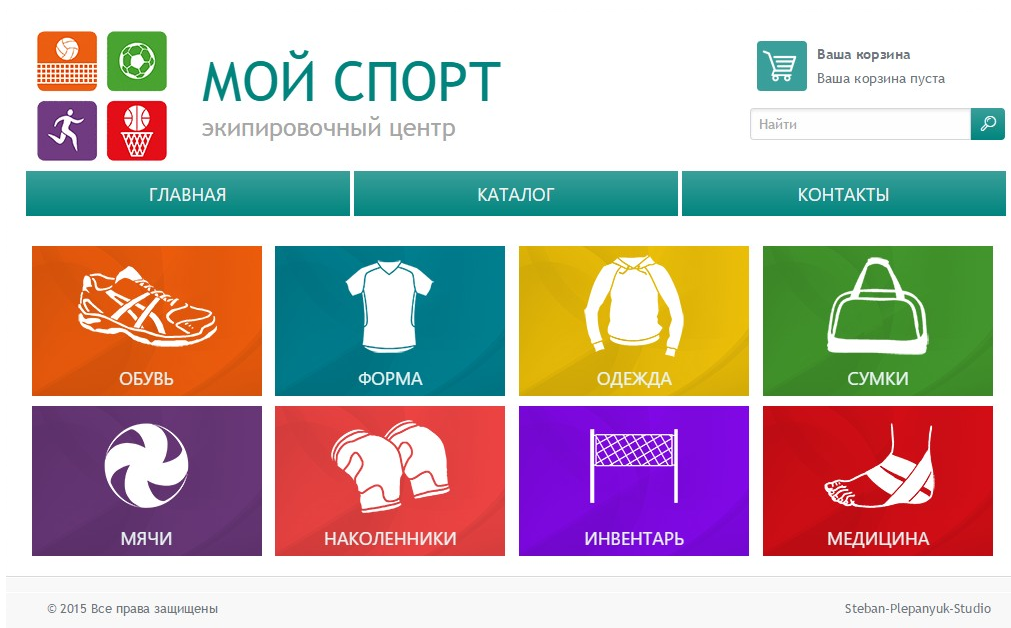 МОЙ СПОРТ
экипировочный центр
Ваша корзина
Ваша корзина пуста
Найти
ГЛАВНАЯ
КАТАЛОГ
КОНТАКТЫ
ОБУВЬ
ФОРМА
ОДЕЖДА
СУМКИ
МЯЧИ
НАКОЛЕННИКИ
ИНВЕНТАРЬ
МЕДИЦИНА
© 2015 Все права защищены
Steban-Plepanyuk-Studio